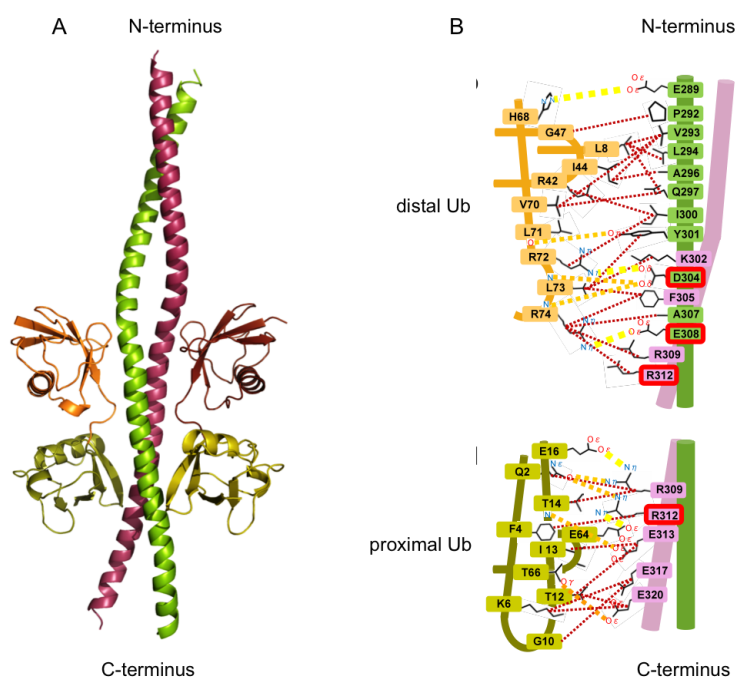 A
N-terminus
B
N-terminus
distal Ub
H68
G47
L8
I44
R42
V70
L71
R72
L73
R74
Oε
E289
P292
V293
L294
A296
Q297
I300
Y301
K302
D304
F305
A307
E308
R309
R312
proximal Ub
E16
Q2
T14
F4
E64
I 13
T66
T12
K6
G10
R309
R312
E313
E317
E320
C-terminus
C-terminus